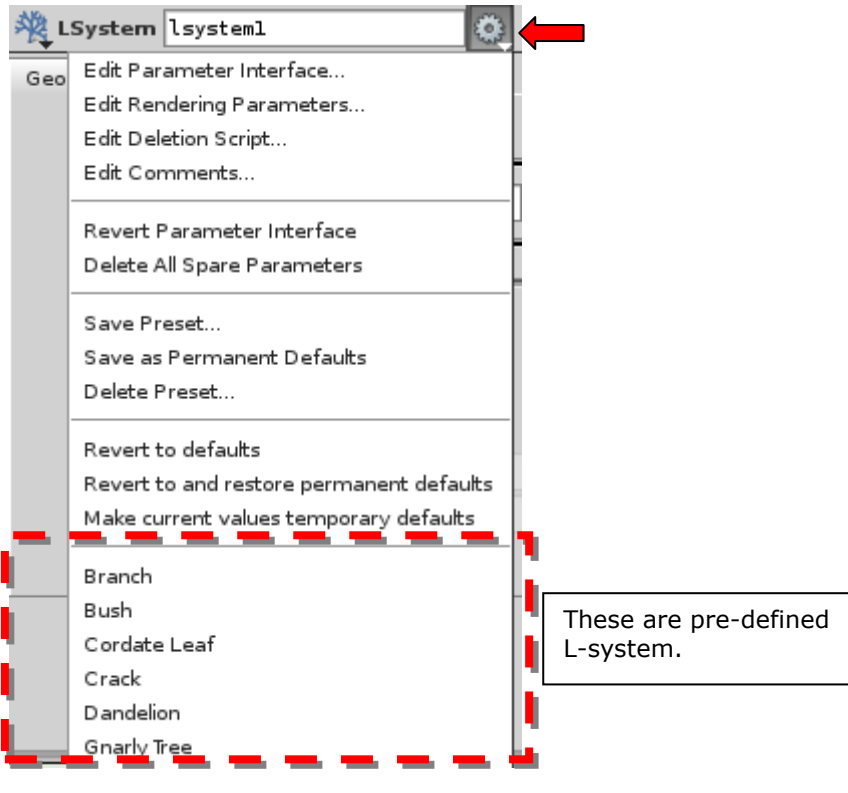 LSystem lsystem1
Geo
Edit Parameter Interface...
Edit Rendering Parameters...
Edit Deletion Script...
Edit Comments...
Revert Parameter Interface
Delete All Spare Parameters
Save Preset...
Save as Permanent Defaults
Delete Preset...
Revert to defaults
Revert to and restore permanent defaults
Make current values temporary defaults
Branch
Bush
Cordate Leaf
Crack
Dandelion
Gnarly Tree
These are pre-defined
L-system.